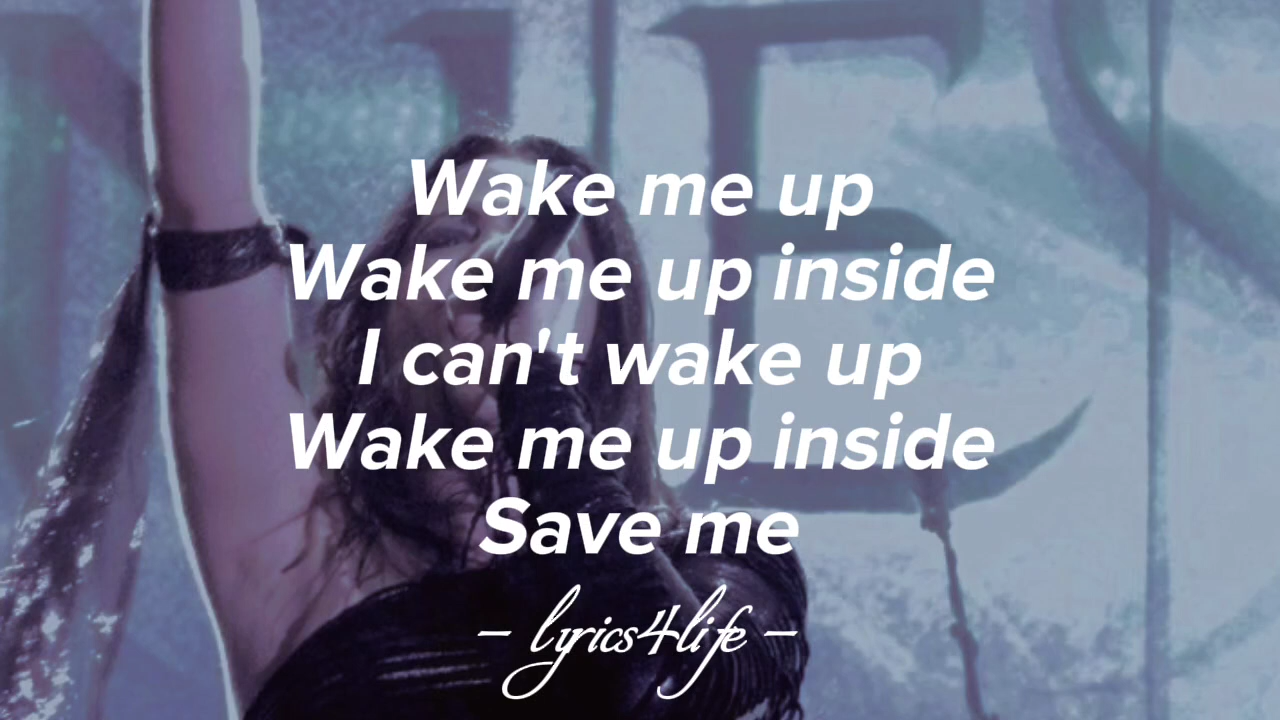 Wake me up
Wake me up inside
I can't wake up
Wake me up inside
Save me
– lyrics4life –